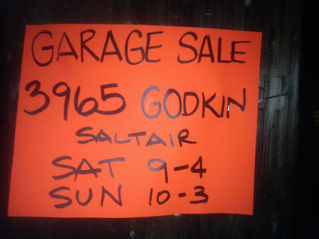 GARAGE SALE
3965 GODKIN
SALTAIR
SAT 9-4
SUN 10-3